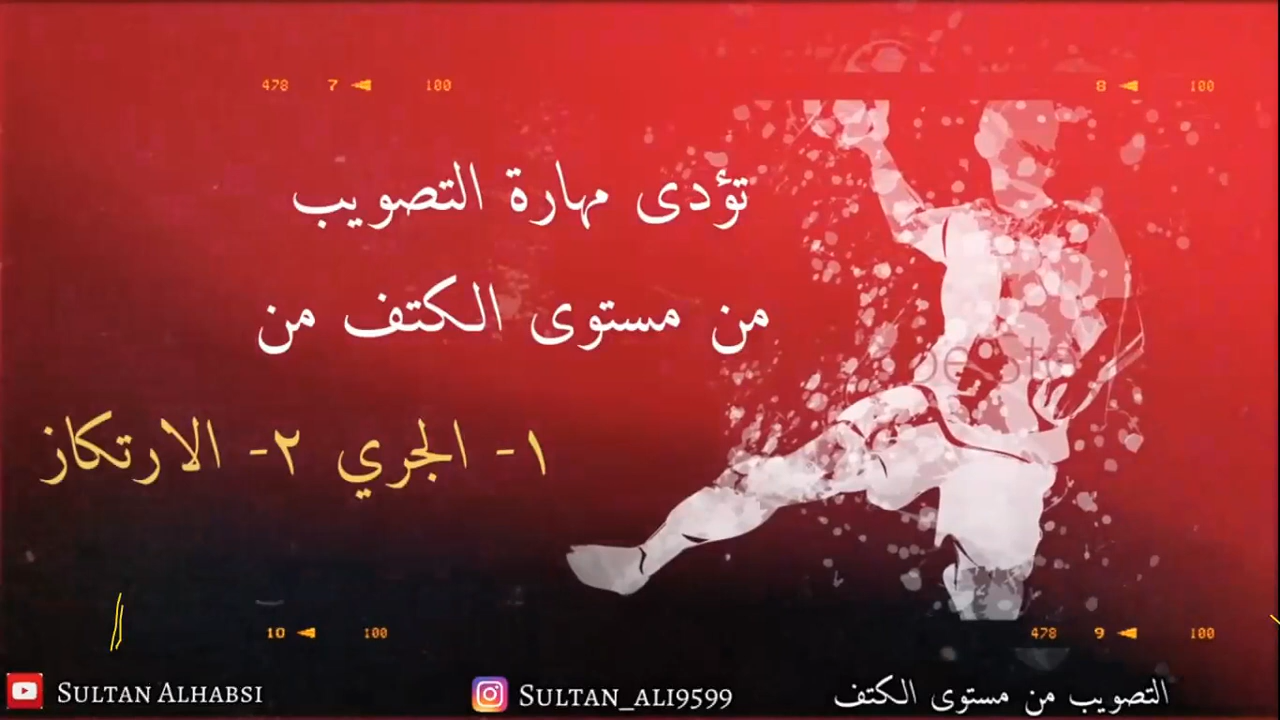 478 7 100
8 100
تؤدى مهارة التصويب
من مستوى الكتف من
١- الجري ٢- الارتكاز
10 100
478 9 100
SULTAN ALHABSI
SULTAN_ALI9599
التصويب من مستوى الكتف